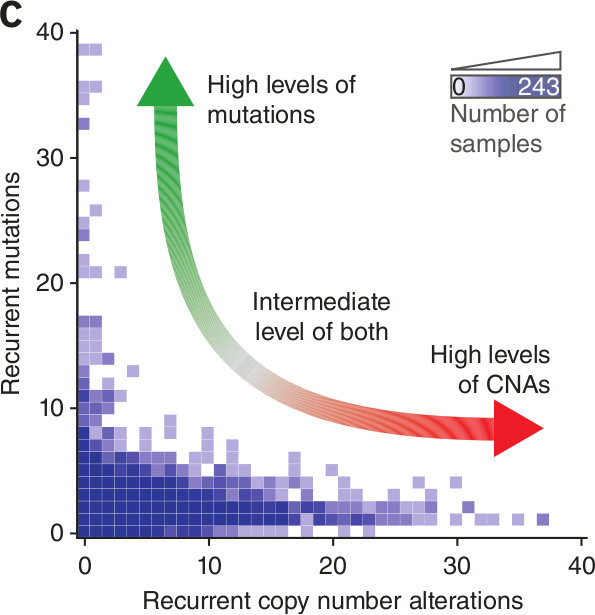 C
40
30
20
10
0
Recurrent mutations
High levels of
mutations
0 243
Number of
samples
Intermediate
level of both
High levels
of CNAs
0 10 20 30 40
Recurrent copy number alterations